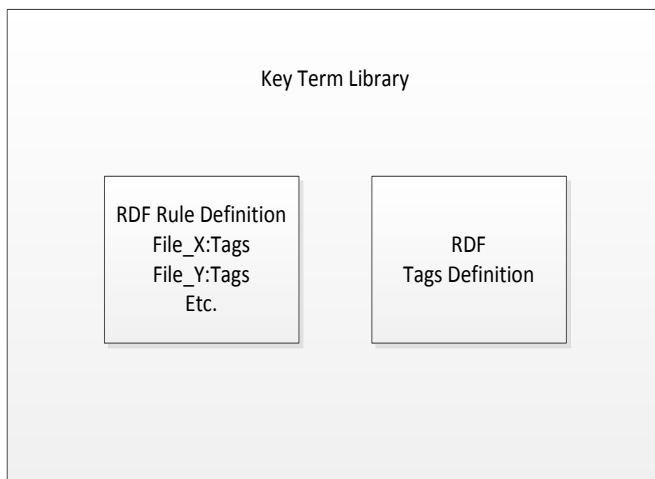 Key Term Library
RDF Rule Definition
File_X:Tags
File_Y:Tags
Etc.
RDF
Tags Definition